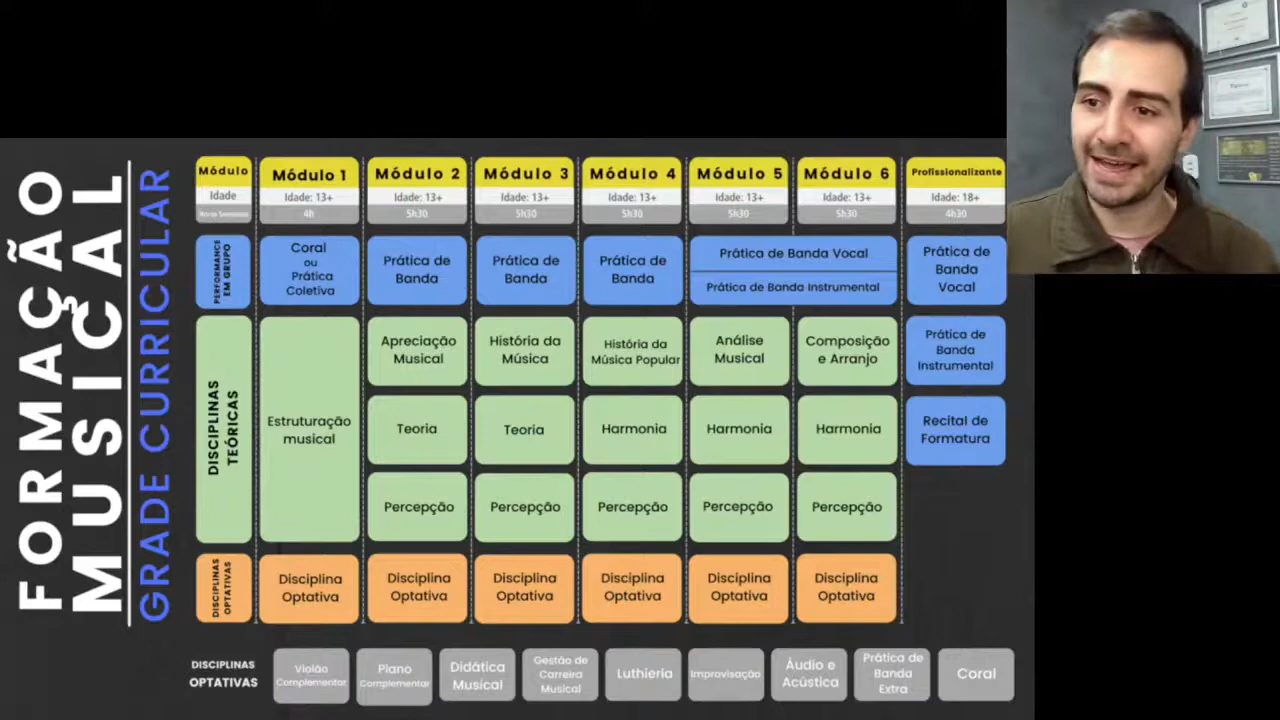 FORMAÇÃO
MUSIÇAL
GRADE CURRICULAR
Módulo
Idade
Módulo 1
Idade: 13+
4h
Módulo 2
Idade: 13+
5h30
Módulo 3
Idade: 13+
5h30
Módulo 4
Idade: 13+
5h30
Módulo 5
Idade: 13+
5h30
Módulo 6
Idade: 13+
5h30
Profissionalizante
Idade: 18+
4h30
PERFORMANCE
EM GRUPO
Coral
ou
Prática
Coletiva
Prática de
Banda
Prática de
Banda
Prática de
Banda
Prática de Banda Vocal
Prática de Banda Instrumental
Prática de
Banda
Vocal
DISCIPLINAS
TEÓRICAS
Estruturação
musical
Apreciação
Musical
História da
Música
História da
Música Popular
Análise
Musical
Composição
e Arranjo
Prática de
Banda
Instrumental
Teoria
Teoria
Harmonia
Harmonia
Harmonia
Recital de
Formatura
Percepção
Percepção
Percepção
Percepção
Percepção
DISCIPLINAS
OPTATIVAS
Disciplina
Optativa
Disciplina
Optativa
Disciplina
Optativa
Disciplina
Optativa
Disciplina
Optativa
Disciplina
Optativa
DISCIPLINAS
OPTATIVAS
Violão
Complementar
Piano
Complementar
Didática
Musical
Gestão de
Carreira
Musical
Luthieria
Improvisação
Áudio e
Acústica
Prática de
Banda
Extra
Coral